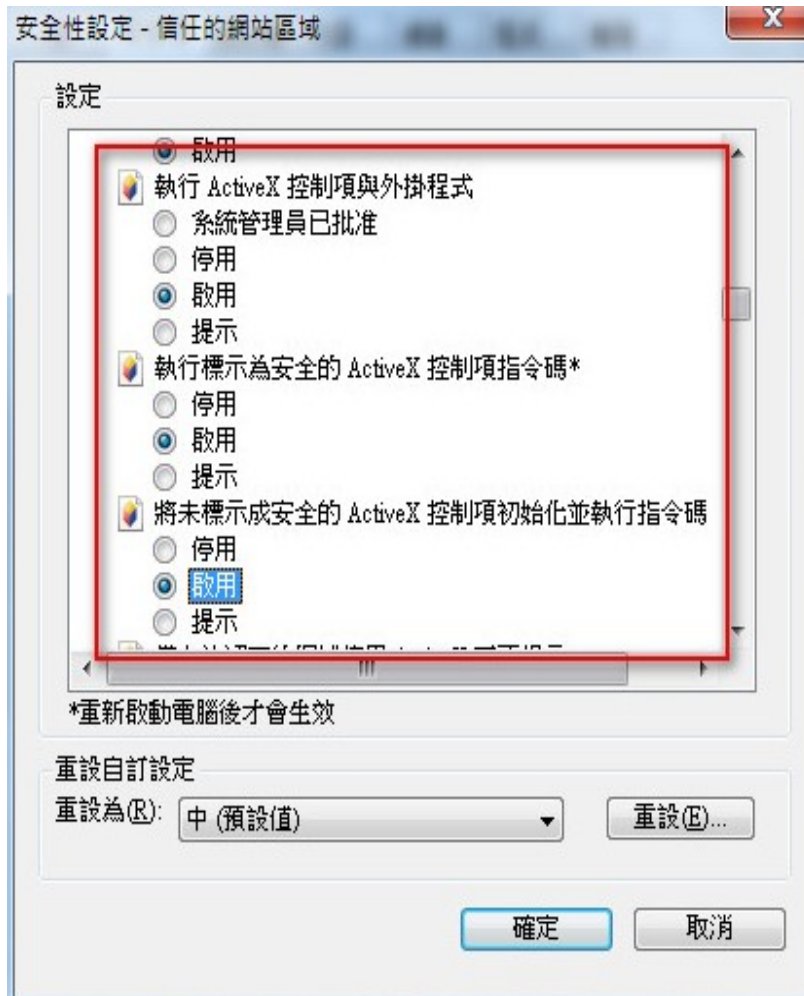 安全性設定 - 信任的網站區域
設定
啟用
執行 ActiveX 控制項與外掛程式
系統管理員已批准
停用
啟用
提示
執行標示為安全的 ActiveX 控制項指令碼*
停用
啟用
提示
將未標示成安全的 ActiveX 控制項初始化並執行指令碼
停用
啟用
提示
*重新啟動電腦後才會生效
重設自訂設定
重設為(R): 中 (預設值) 重設(E)...
確定 取消